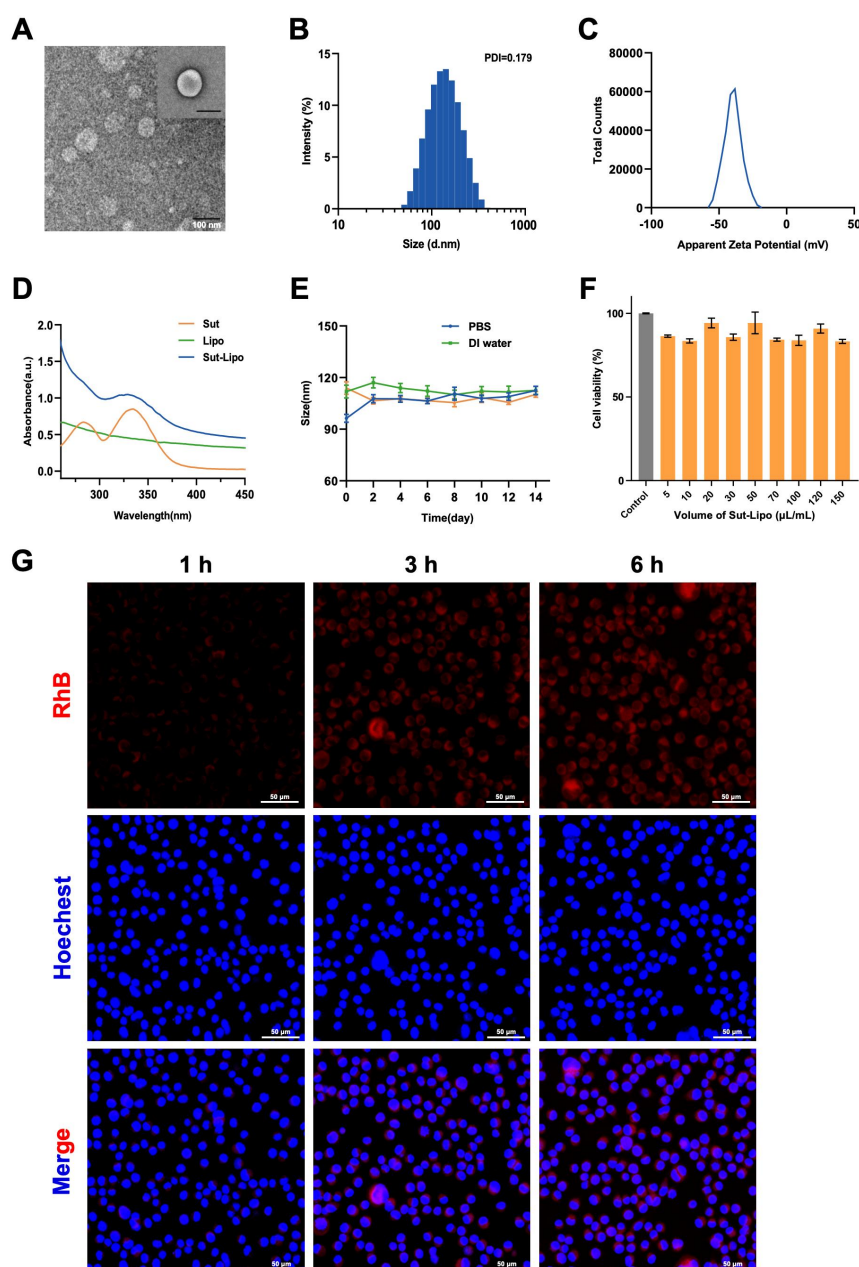 A
100 nm
B
PDI=0.179
Intensity (%)
15
10
5
0
10
100
1000
Size (d.nm)
C
Total Counts
80000
60000
40000
20000
0
-100
-50
0
50
Apparent Zeta Potential (mV)
D
Sut
Lipo
Sut-Lipo
Absorbance(a.u.)
2.0
1.5
1.0
0.5
0.0
300
350
400
450
Wavelength(nm)
E
PBS
DI water
Size(nm)
150
120
90
60
0
2
4
6
8
10
12
14
Time(day)
F
Cell viability (%)
100
50
0
Control
5
10
20
30
50
70
100
120
150
Volume of Sut-Lipo (μL/mL)
G
1 h
3 h
6 h
RhB
50 μm
50 μm
50 μm
Hoechest
50 μm
50 μm
50 μm
Merge
50 μm
50 μm
50 μm